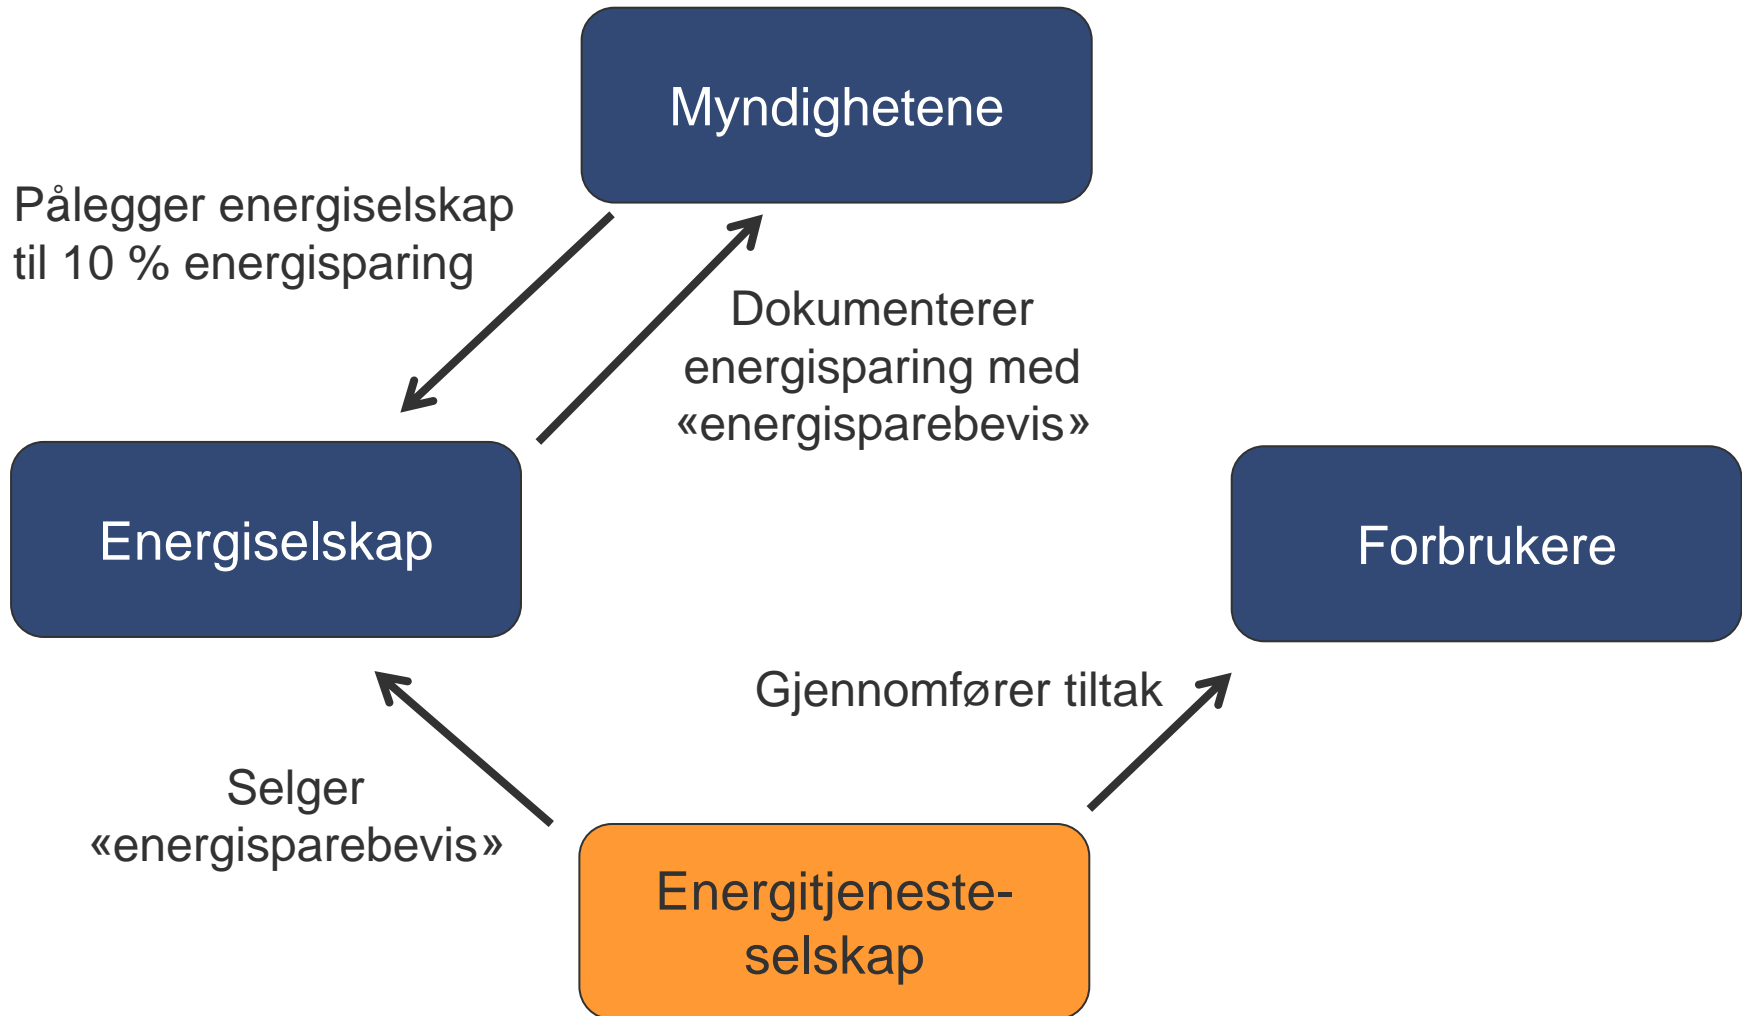 Myndighetene
Pålegger energiselskap
til 10 % energisparing
Dokumenterer
energisparing med
«energisparebevis»
Energiselskap
Forbrukere
Gjennomfører tiltak
Selger
«energisparebevis»
Energitjeneste-
selskap